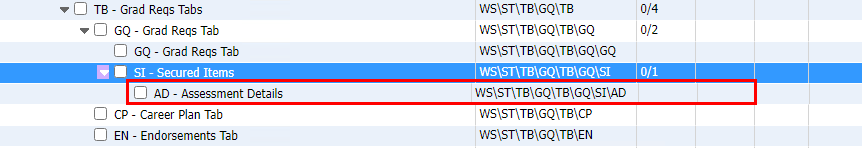 TB - Grad Reqs Tabs WS\ST\TB\GQ\TB 0/4
GQ - Grad Reqs Tab WS\ST\TB\GQ\TB\GQ 0/2
GQ - Grad Reqs Tab WS\ST\TB\GQ\TB\GQ\GQ
SI - Secured Items WS\ST\TB\GQ\TB\GQ\SI 0/1
AD - Assessment Details WS\ST\TB\GQ\TB\GQ\SI\AD
CP - Career Plan Tab WS\ST\TB\GQ\TB\CP
EN - Endorsements Tab WS\ST\TB\GQ\TB\EN